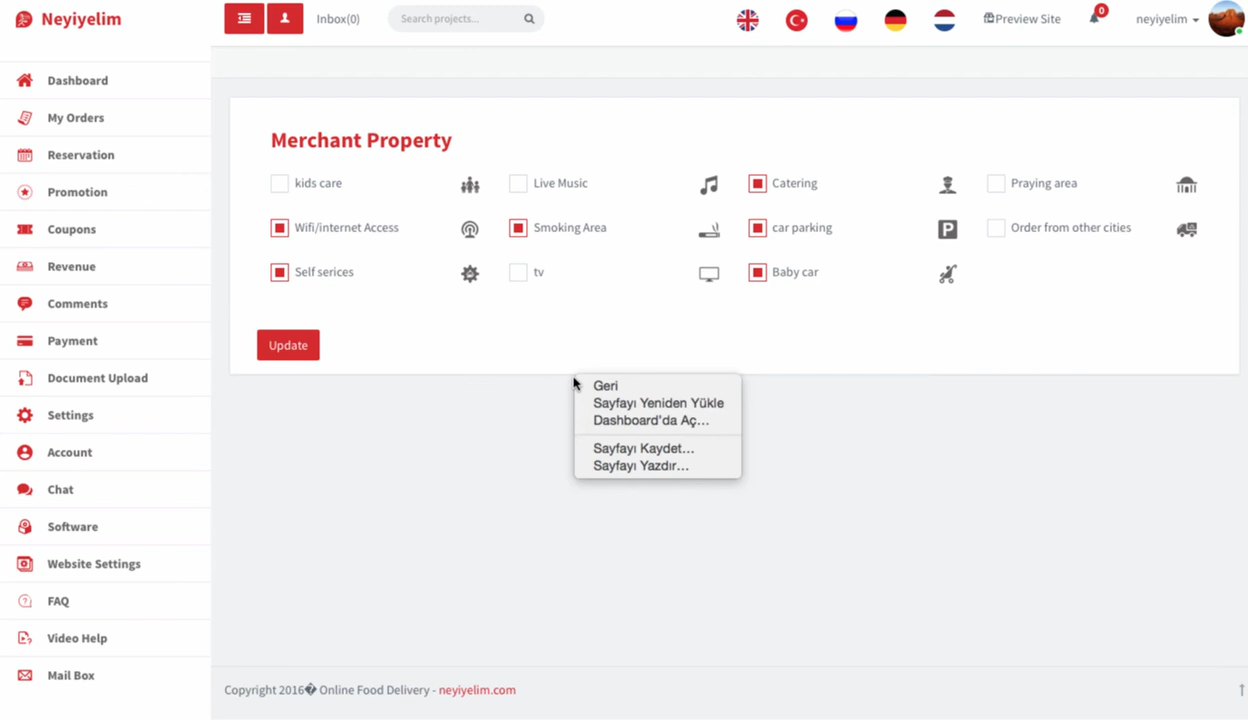 Neyiyelim
Inbox(0)
Search projects...
Preview Site
0
neyiyelim
Dashboard
My Orders
Reservation
Promotion
Coupons
Revenue
Comments
Payment
Document Upload
Settings
Account
Chat
Software
Website Settings
FAQ
Video Help
Mail Box
Merchant Property
kids care
Live Music
Catering
Praying area
Wifi/internet Access
Smoking Area
car parking
P
Order from other cities
Self serices
tv
Baby car
Update
Geri
Sayfayı Yeniden Yükle
Dashboard'da Aç...
Sayfayı Kaydet...
Sayfayı Yazdır...
Copyright 2016� Online Food Delivery - neyiyelim.com